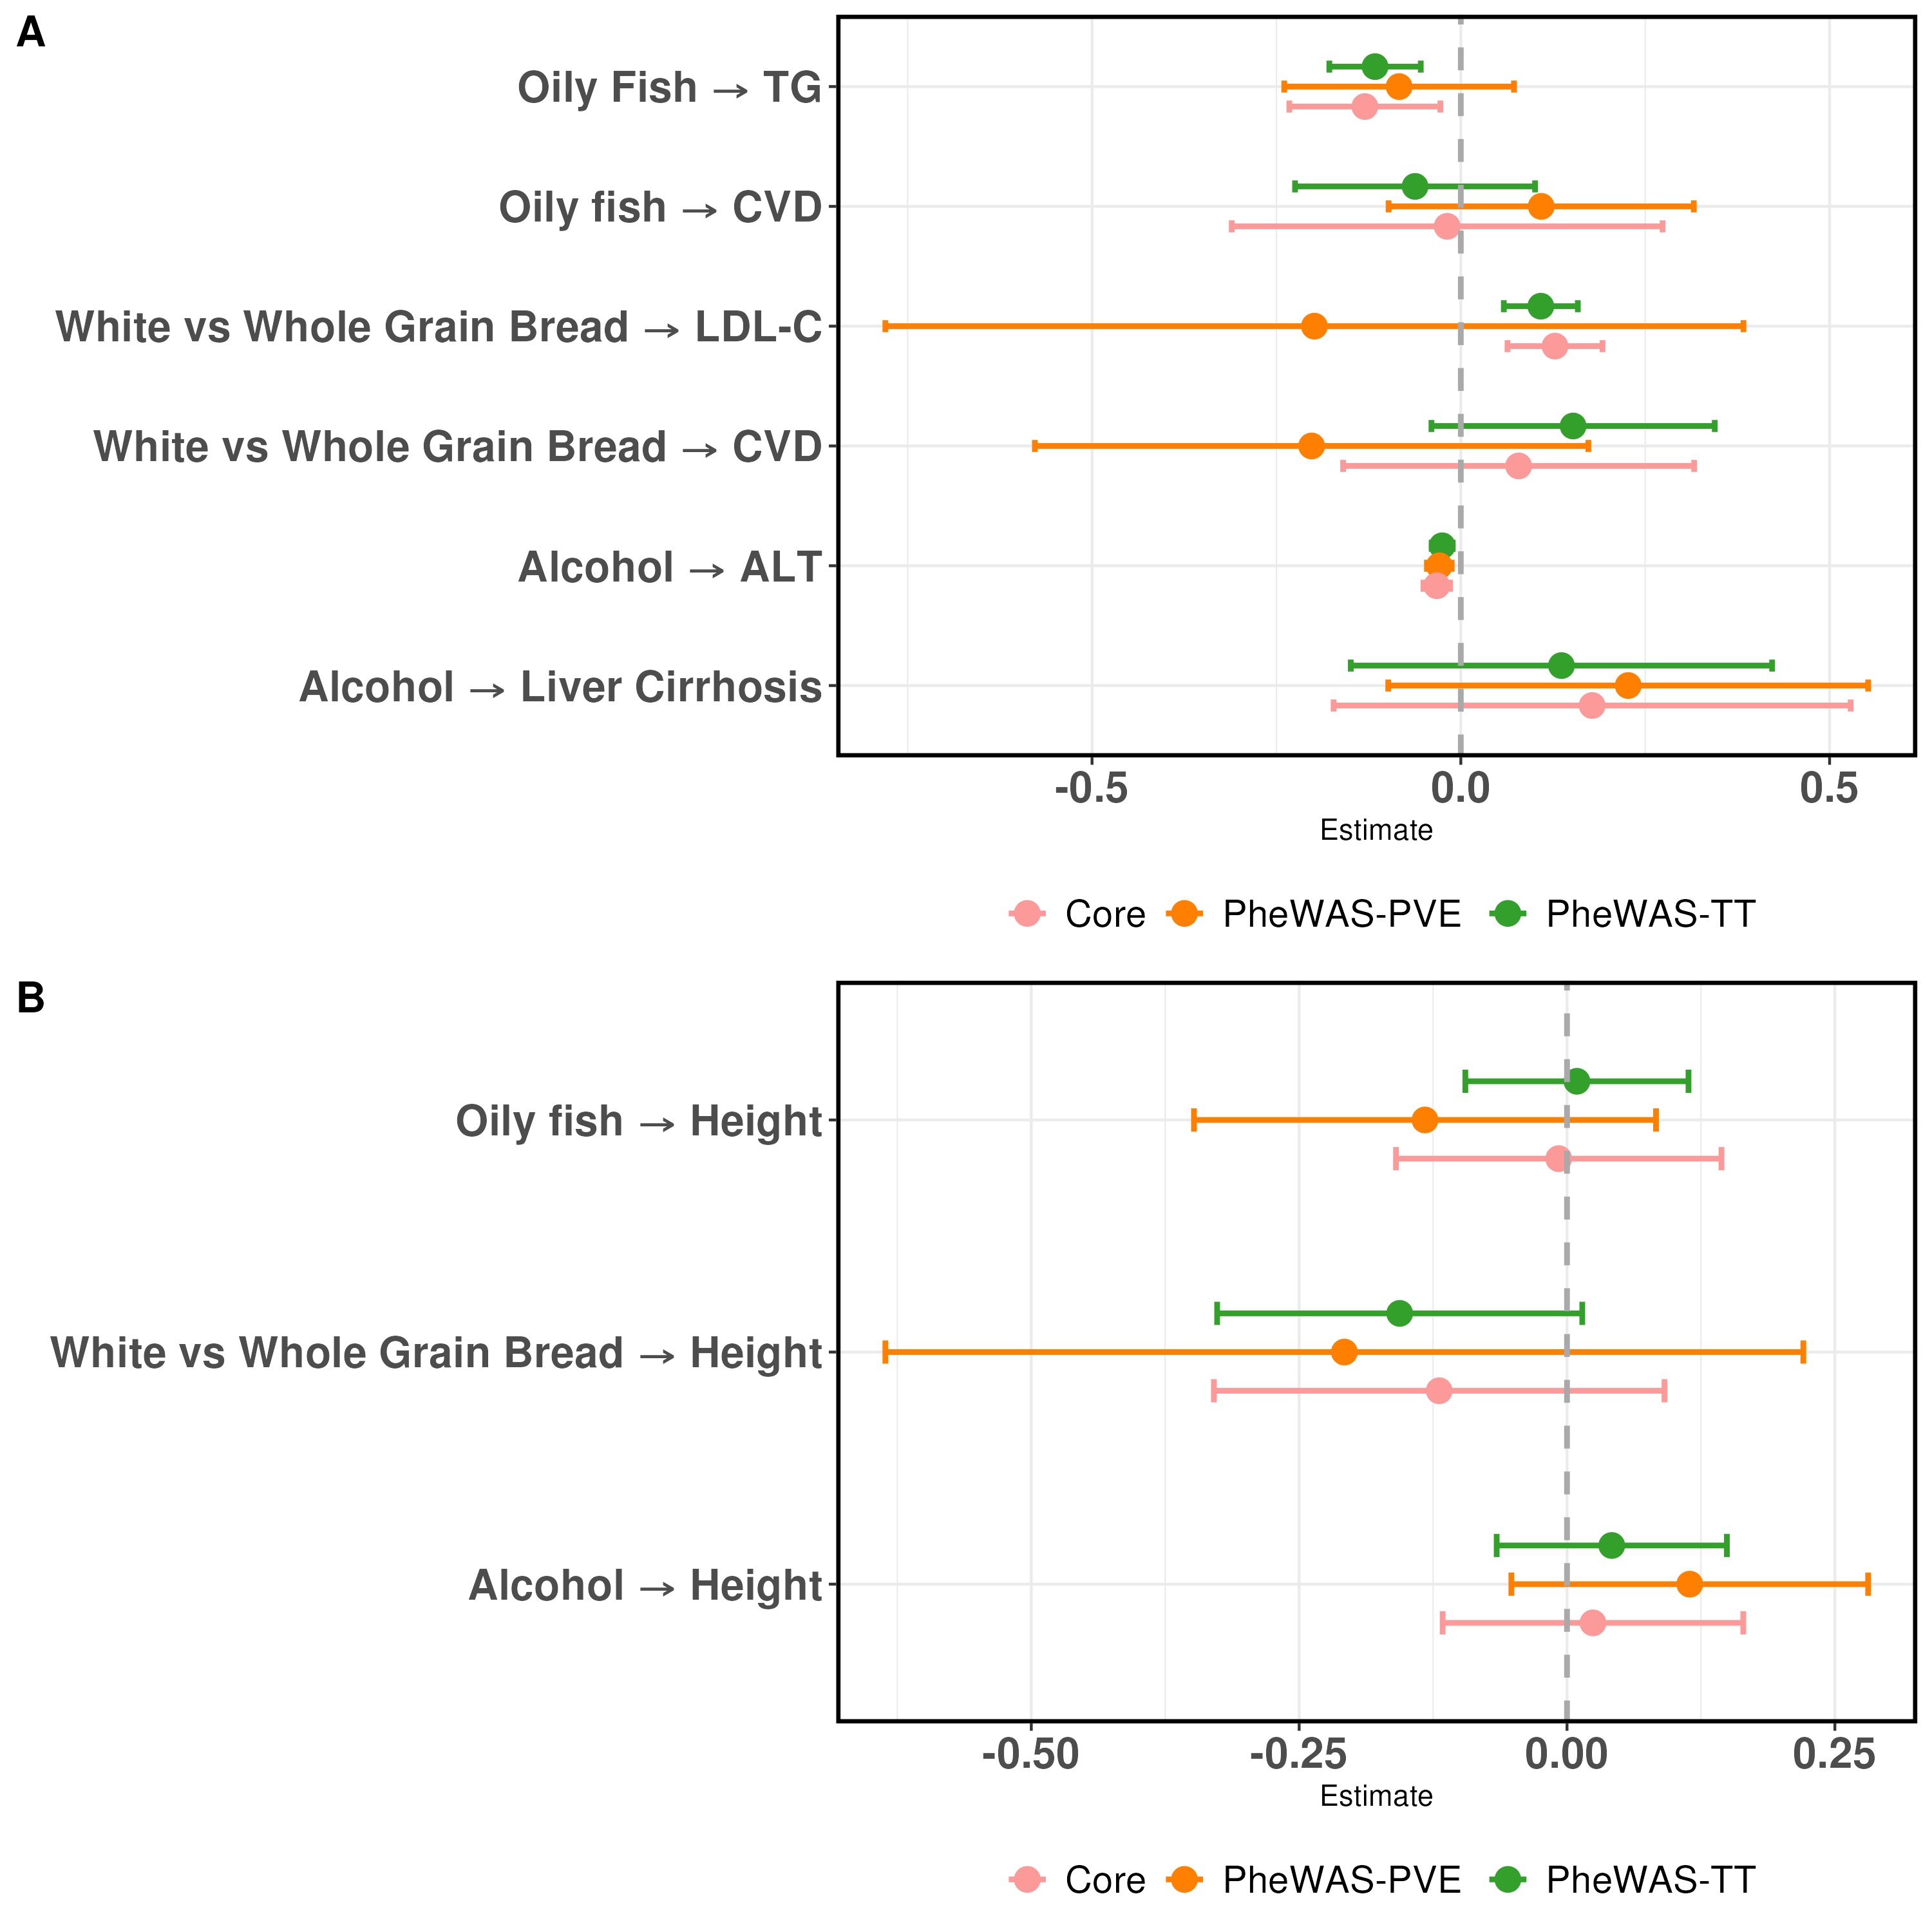 A
Oily Fish → TG
Oily fish → CVD
White vs Whole Grain Bread → LDL-C
White vs Whole Grain Bread → CVD
Alcohol → ALT
Alcohol → Liver Cirrhosis
-0.5 0.0 0.5
Estimate
Core PheWAS-PVE PheWAS-TT
B
Oily fish → Height
White vs Whole Grain Bread → Height
Alcohol → Height
-0.50 -0.25 0.00 0.25
Estimate
Core PheWAS-PVE PheWAS-TT